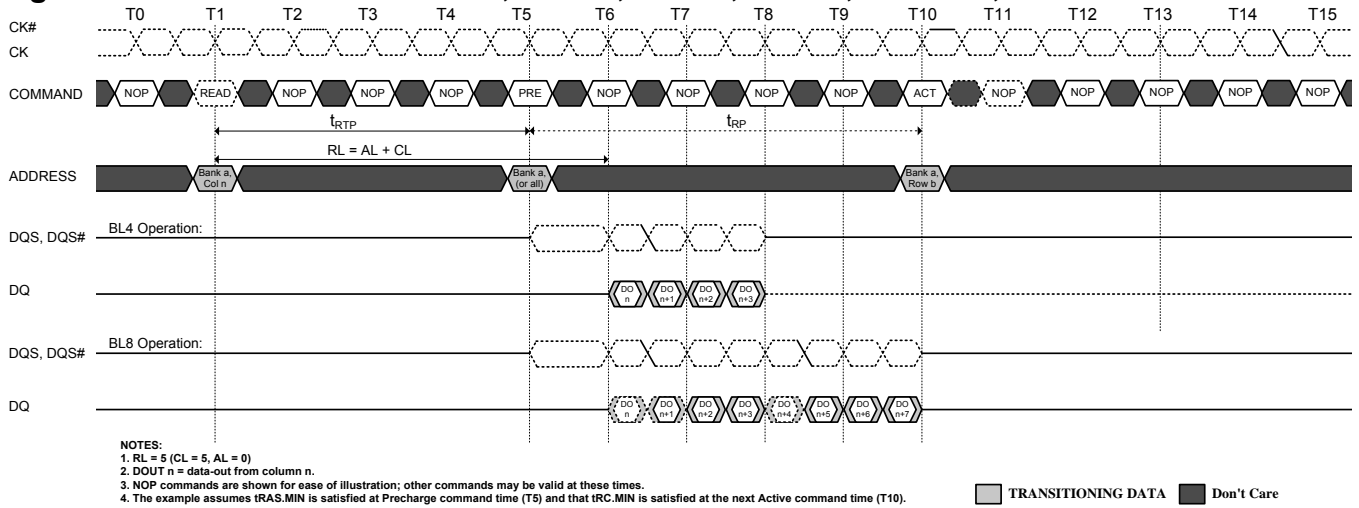 T0 T1 T2 T3 T4 T5 T6 T7 T8 T9 T10 T11 T12 T13 T14 T15
CK#
CK
COMMAND NOP READ NOP NOP NOP PRE NOP NOP NOP NOP ACT NOP NOP NOP NOP NOP
tRTP tRP
RL = AL + CL
ADDRESS
Bank a, Col n
Bank a, (or all)
Bank a, Row b
BL4 Operation:
DQS, DQS#
DQ
DO n
DO n+1
DO n+2
DO n+3
BL8 Operation:
DQS, DQS#
DQ
DO n
DO n+1
DO n+2
DO n+3
DO n+4
DO n+5
DO n+6
DO n+7
NOTES:
1. RL = 5 (CL = 5, AL = 0)
2. DOUT n = data-out from column n.
3. NOP commands are shown for ease of illustration; other commands may be valid at these times.
4. The example assumes tRAS.MIN is satisfied at Precharge command time (T5) and that tRC.MIN is satisfied at the next Active command time (T10).
TRANSITIONING DATA Don't Care